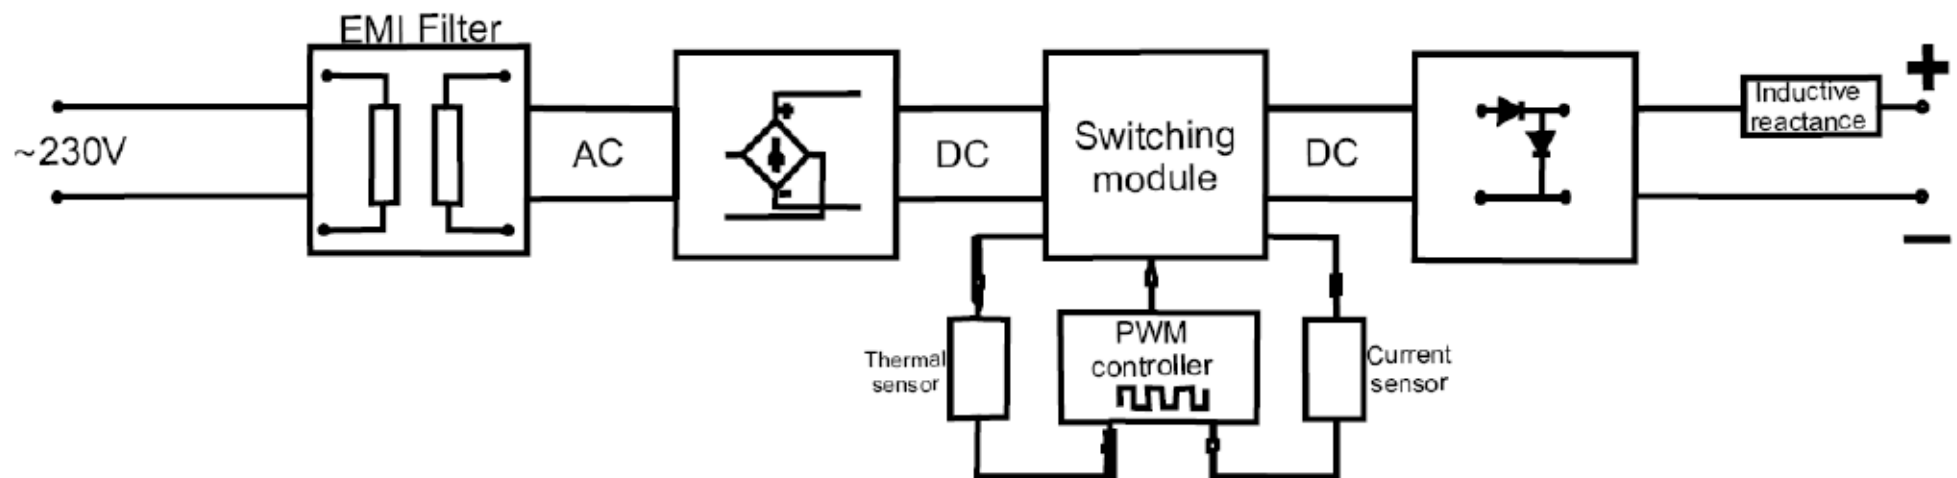 EMI Filter
~230V
AC
DC
Switching
module
DC
Inductive
reactance
+
−
+
-
Thermal
sensor
PWM
controller
Current
sensor